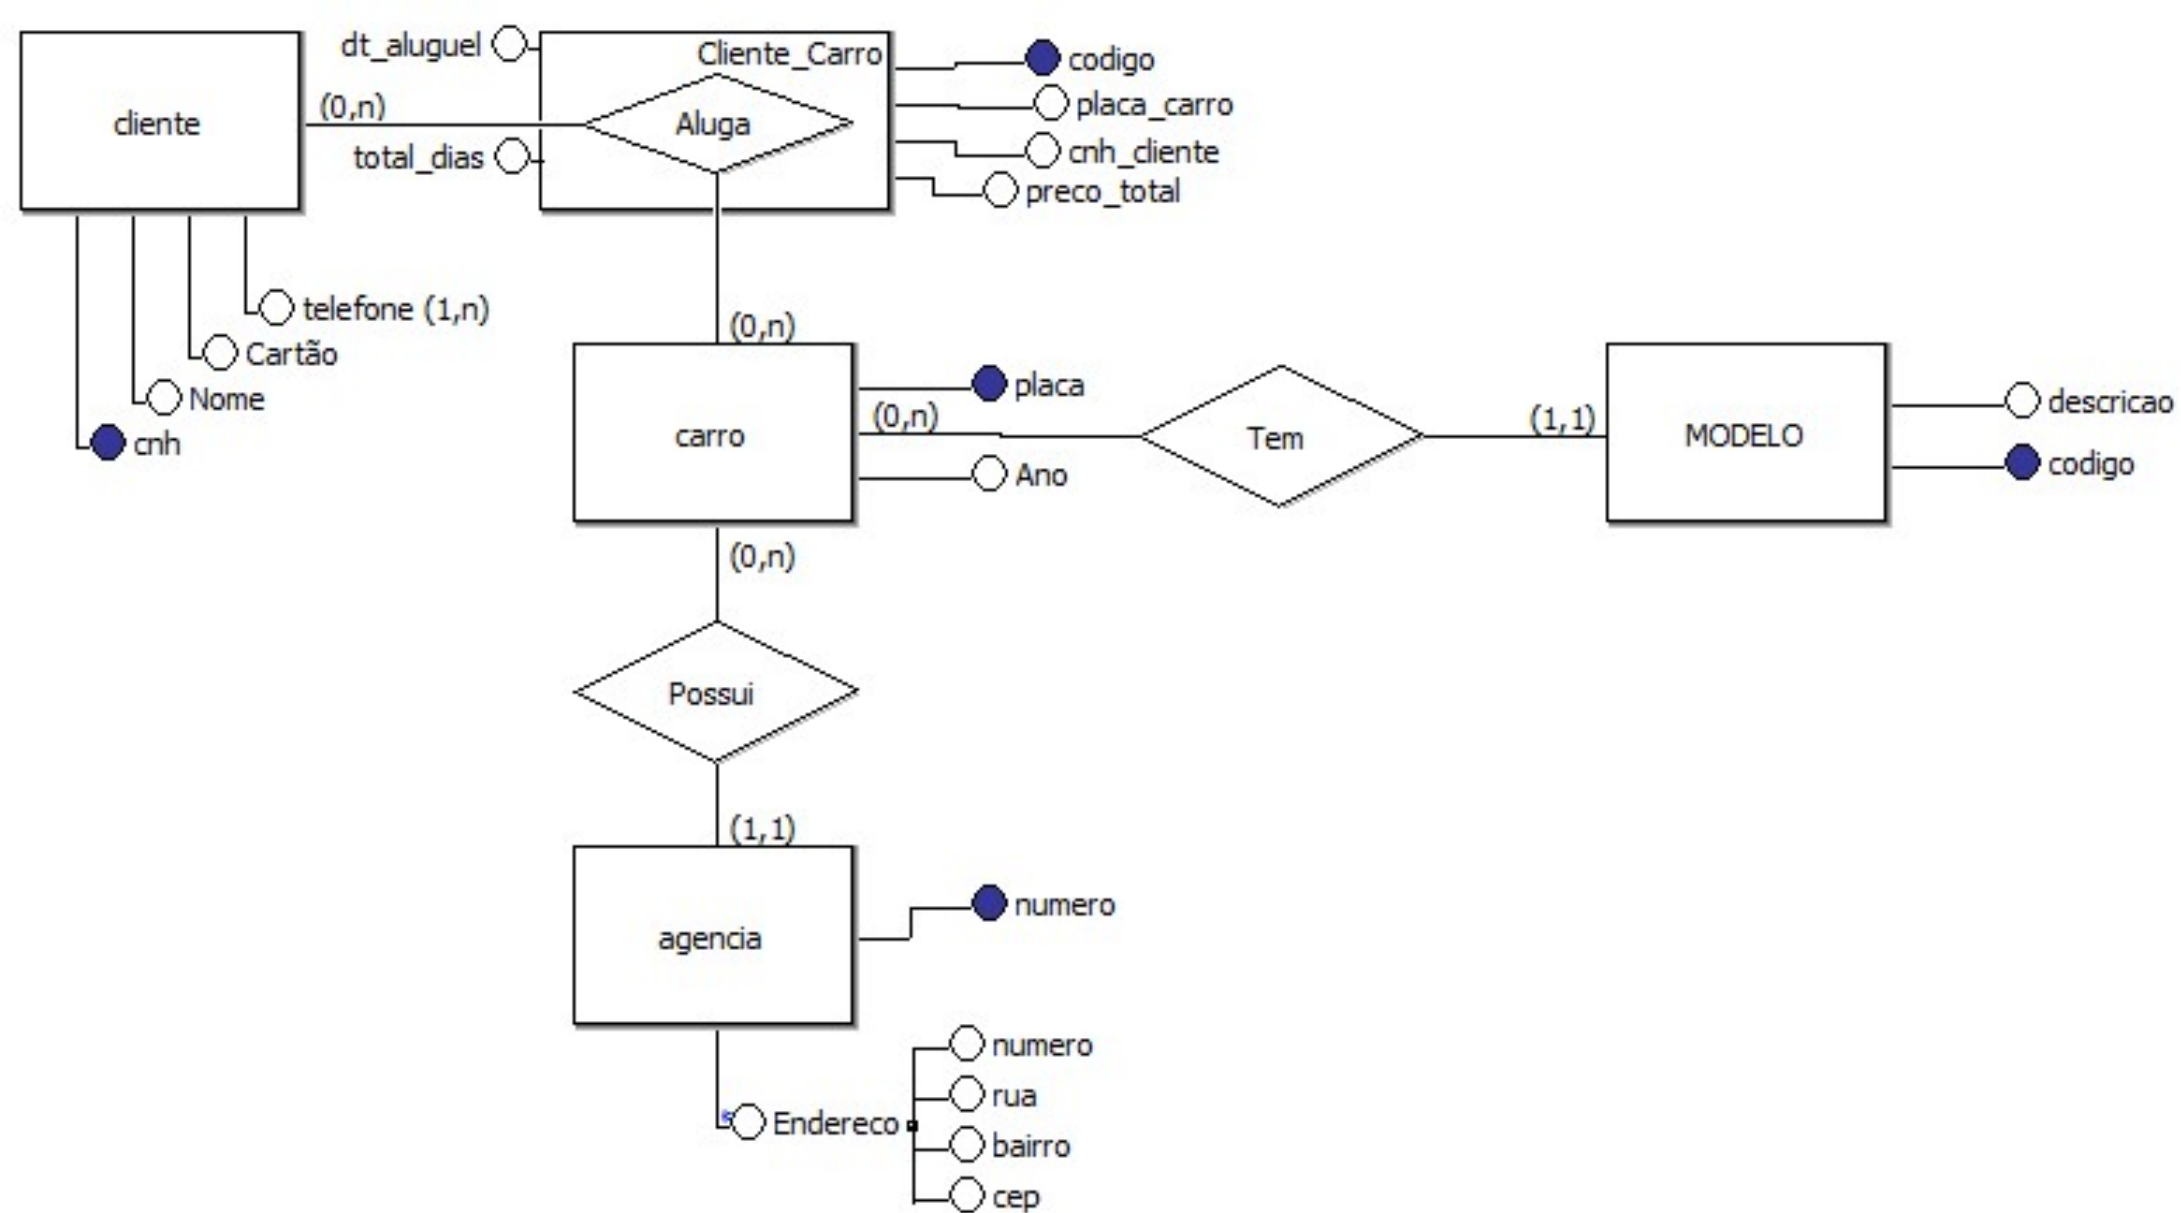 dt_aluguel
Cliente_Carro
codigo
cliente
(0,n)
Aluga
placa_carro
total_dias
cnh_cliente
preco_total
telefone (1,n)
Cartão
Nome
cnh
(0,n)
carro
placa
(0,n)
Ano
Tem
(1,1)
MODELO
descricao
codigo
(0,n)
Possui
(1,1)
agencia
numero
Endereco
numero
rua
bairro
cep